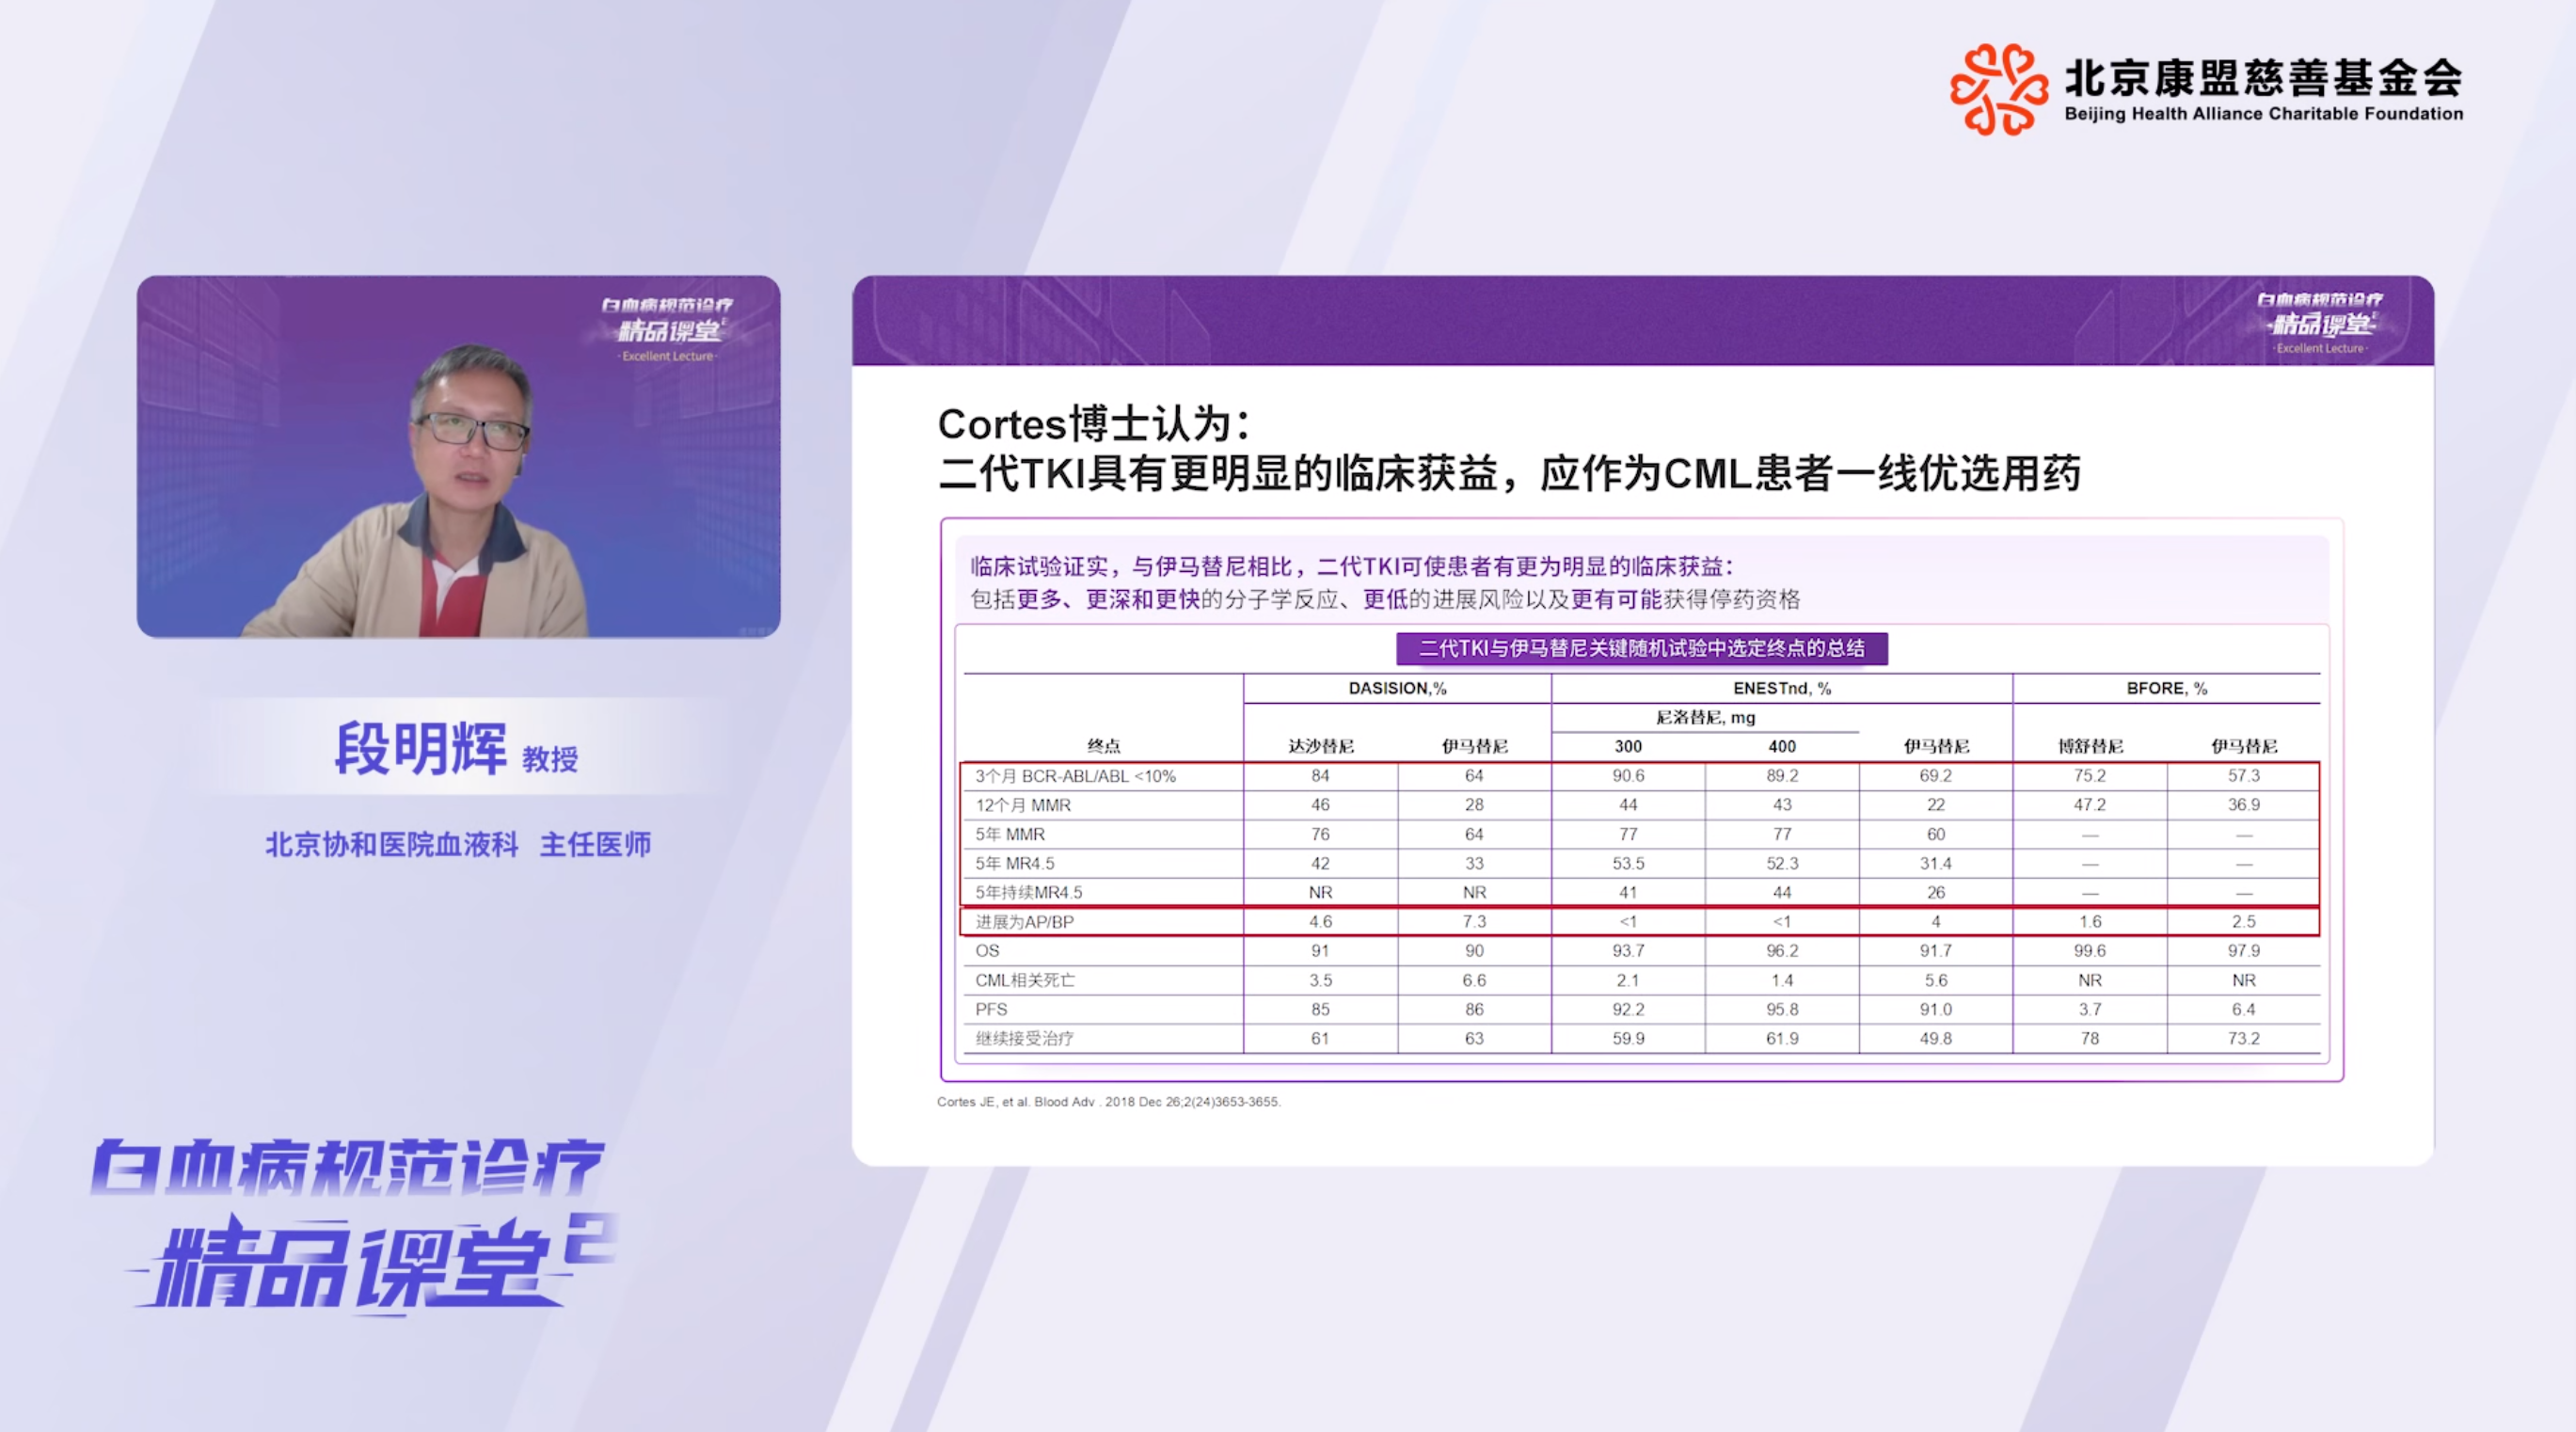 北京康盟慈善基金会
Beijing Health Alliance Charitable Foundation
白血病规范诊疗
精品课堂2
·Excellent Lecture·
段明辉 教授
北京协和医院血液科 主任医师
白血病规范诊疗
精品课堂2
白血病规范诊疗
精品课堂2
·Excellent Lecture·
Cortes博士认为：
二代TKI具有更明显的临床获益，应作为CML患者一线优选用药
临床试验证实，与伊马替尼相比，二代TKI可使患者有更为明显的临床获益：
包括更多、更深和更快的分子学反应、更低的进展风险以及更有可能获得停药资格
二代TKI与伊马替尼关键随机试验中选定终点的总结
DASISION,% ENESTnd, % BFORE, %
尼洛替尼, mg
终点 达沙替尼 伊马替尼 300 400 伊马替尼 博舒替尼 伊马替尼
3个月 BCR-ABL/ABL <10% 84 64 90.6 89.2 69.2 75.2 57.3
12个月 MMR 46 28 44 43 22 47.2 36.9
5年 MMR 76 64 77 77 60 — —
5年 MR4.5 42 33 53.5 52.3 31.4 — —
5年持续MR4.5 NR NR 41 44 26 — —
进展为AP/BP 4.6 7.3 <1 <1 4 1.6 2.5
OS 91 90 93.7 96.2 91.7 99.6 97.9
CML相关死亡 3.5 6.6 2.1 1.4 5.6 NR NR
PFS 85 86 92.2 95.8 91.0 3.7 6.4
继续接受治疗 61 63 59.9 61.9 49.8 78 73.2
Cortes JE, et al. Blood Adv . 2018 Dec 26;2(24)3653-3655.